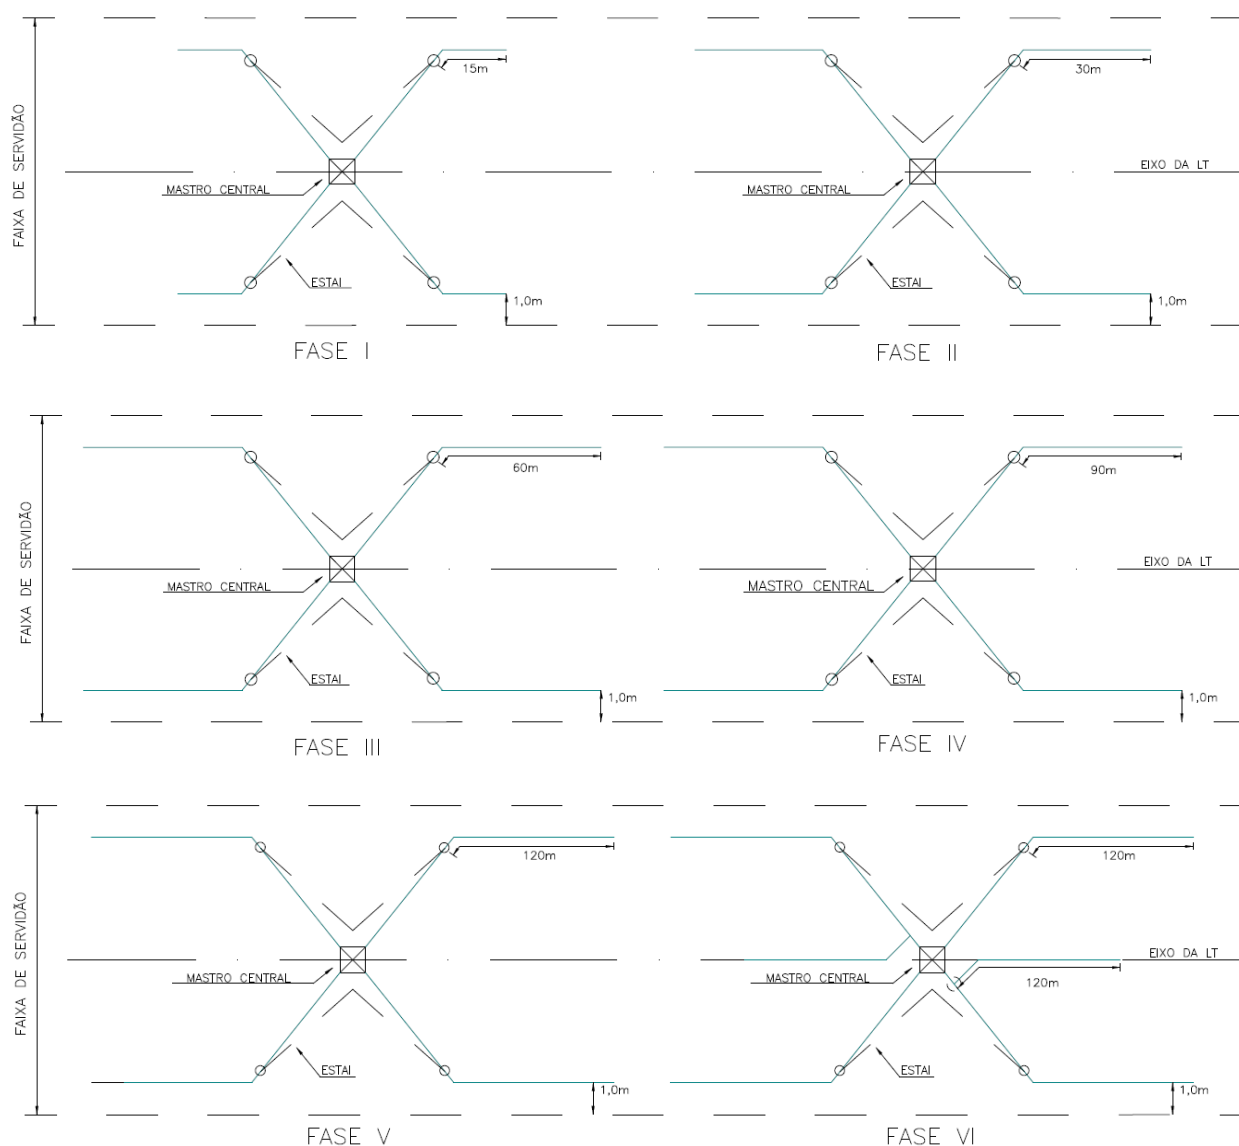 FAIXA DE SERVIDÃO
15m
MASTRO CENTRAL
ESTAI
1,0m
FASE I
30m
EIXO DA LT
MASTRO CENTRAL
ESTAI
1,0m
FASE II
FAIXA DE SERVIDÃO
60m
MASTRO CENTRAL
ESTAI
1,0m
FASE III
90m
EIXO DA LT
MASTRO CENTRAL
ESTAI
1,0m
FASE IV
FAIXA DE SERVIDÃO
120m
MASTRO CENTRAL
ESTAI
1,0m
FASE V
120m
EIXO DA LT
MASTRO CENTRAL
120m
ESTAI
1,0m
FASE VI